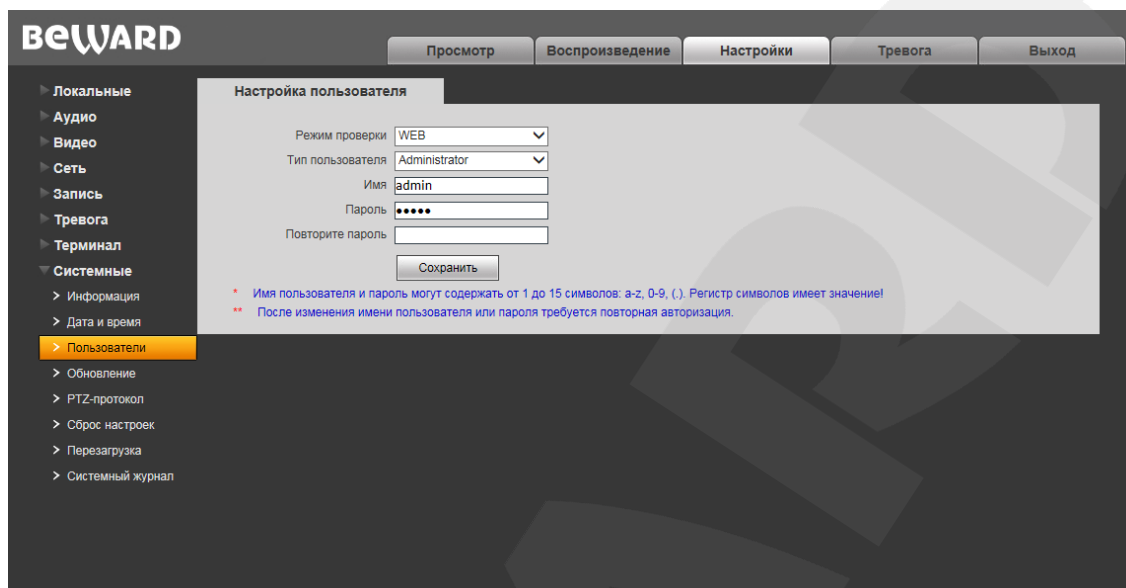 BEWARD
Просмотр Воспроизведение Настройки Тревога Выход
Локальные
Аудио
Видео
Сеть
Запись
Тревога
Терминал
Системные
Информация
Дата и время
Пользователи
Обновление
PTZ-протокол
Сброс настроек
Перезагрузка
Системный журнал
Настройка пользователя
Режим проверки WEB
Тип пользователя Administrator
Имя admin
Пароль •••••
Повторите пароль
Сохранить
* Имя пользователя и пароль могут содержать от 1 до 15 символов: a-z, 0-9, (.). Регистр символов имеет значение!
** После изменения имени пользователя или пароля требуется повторная авторизация.